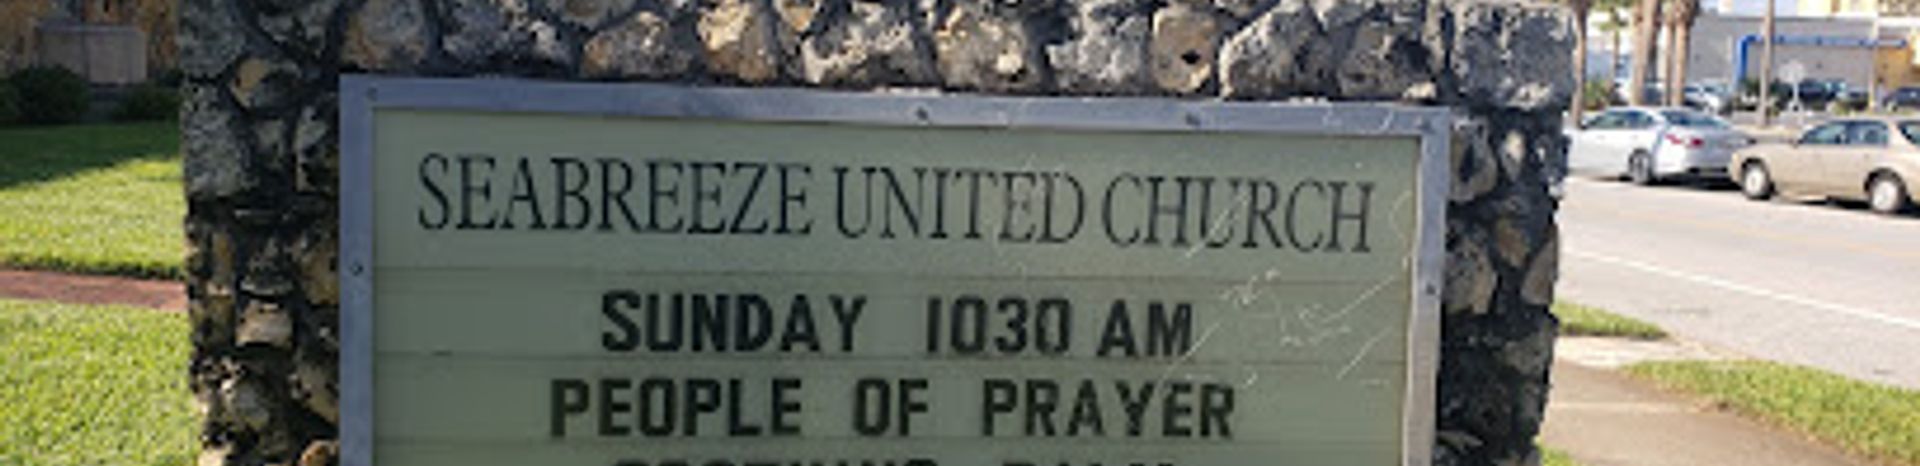 SEABREEZE UNITED CHURCH
SUNDAY 1030 AM
PEOPLE OF PRAYER